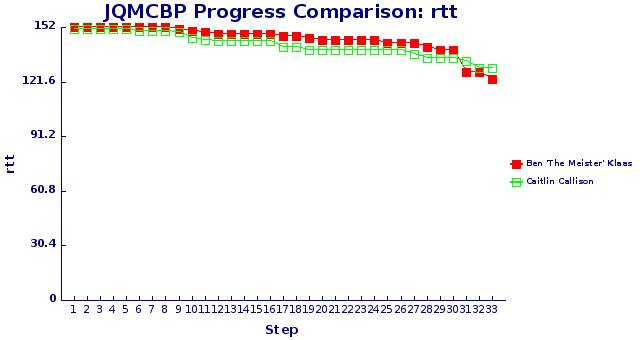 JQMCBP Progress Comparison: rtt
152
121.6
91.2
60.8
30.4
0
rtt
1 2 3 4 5 6 7 8 9 10 11 12 13 14 15 16 17 18 19 20 21 22 23 24 25 26 27 28 29 30 31 32 33
Step
Ben 'The Meister' Klaas
Caitlin Callison